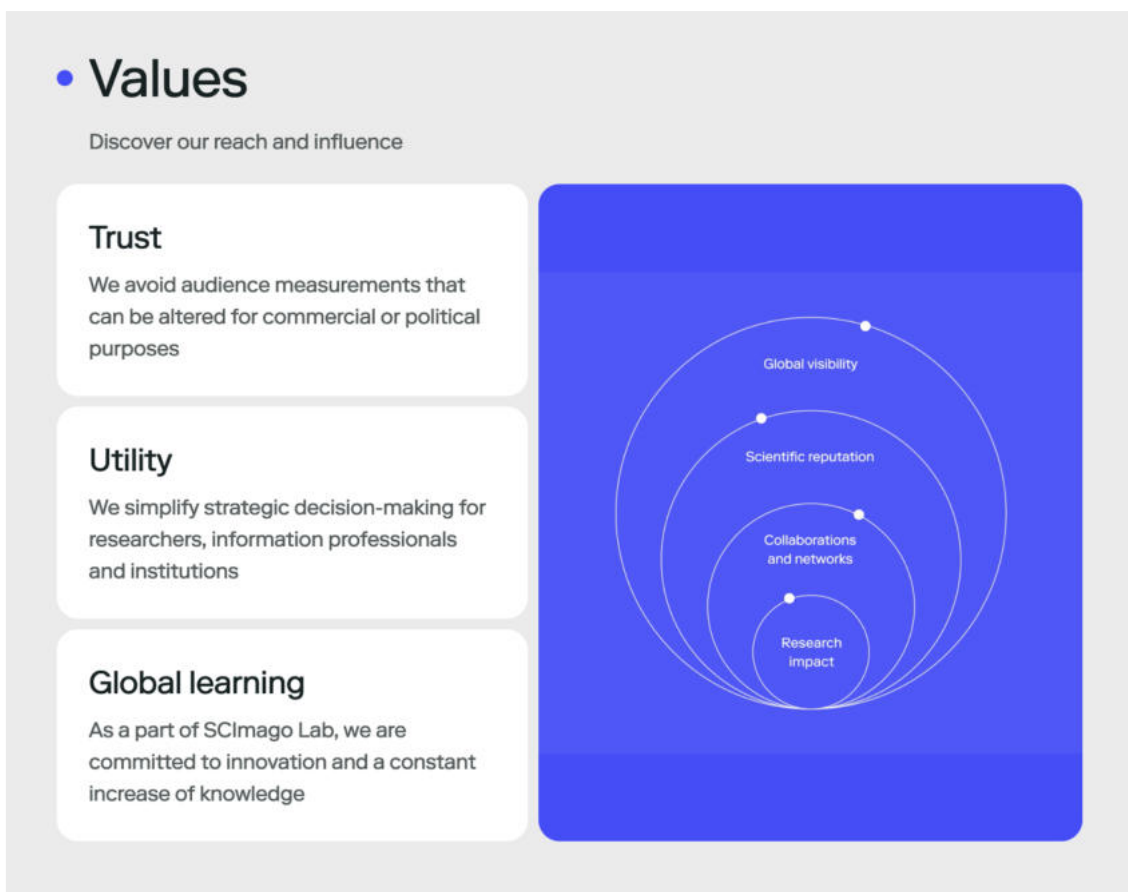 Values
Discover our reach and influence
Trust
We avoid audience measurements that
can be altered for commercial or political
purposes
Utility
We simplify strategic decision-making for
researchers, information professionals
and institutions
Global learning
As a part of SCImago Lab, we are
committed to innovation and a constant
increase of knowledge
Global visibility
Scientific reputation
Collaborations
and networks
Research
impact